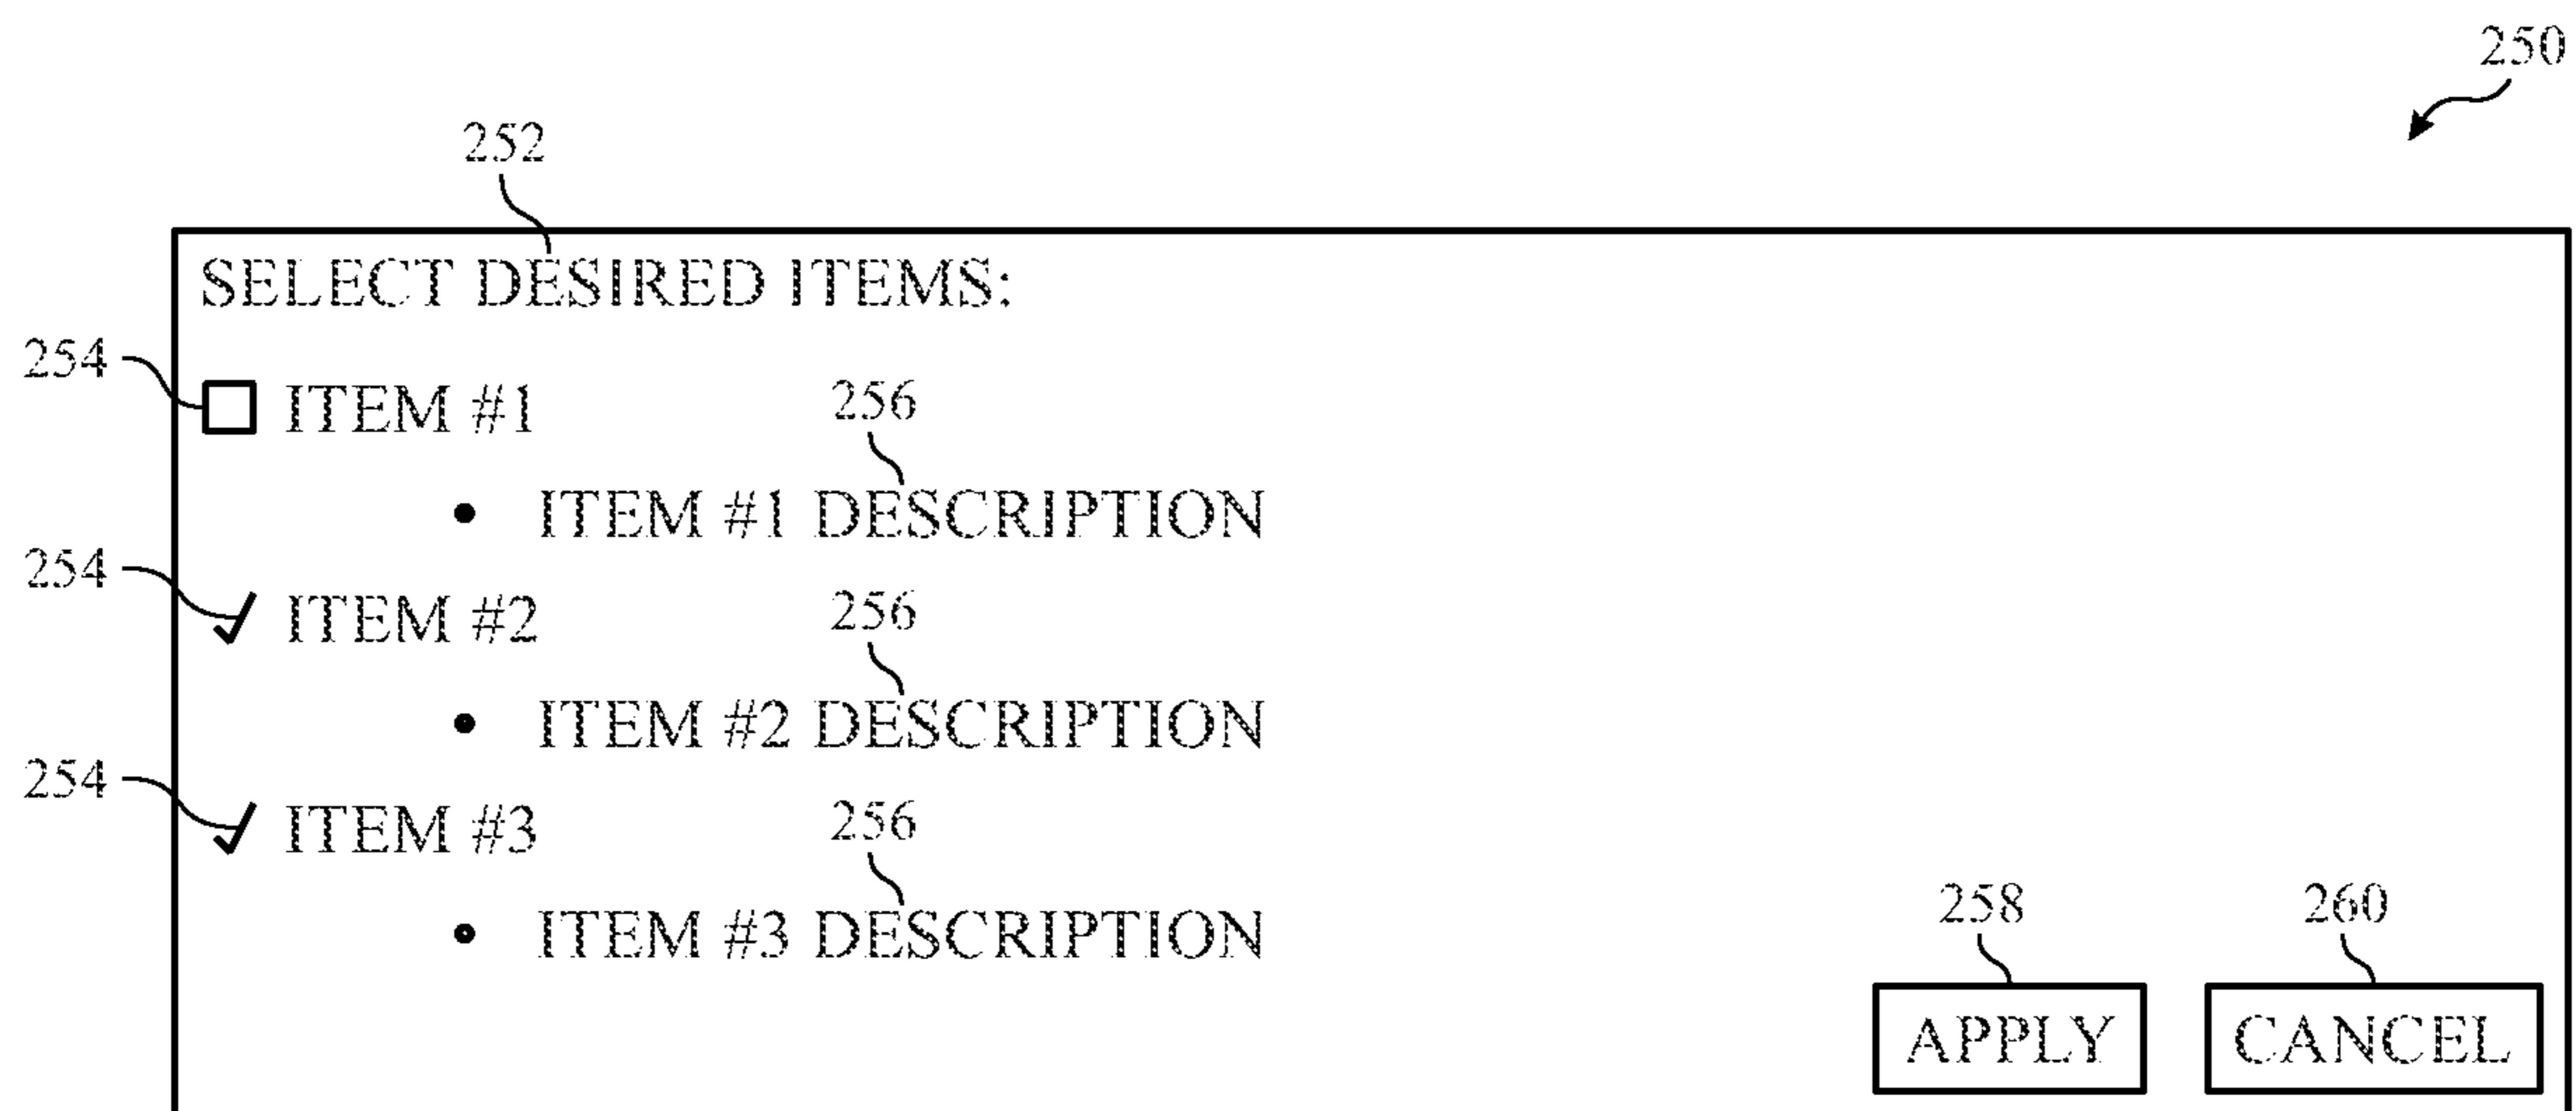 250
252
SELECT DESIRED ITEMS:
254
ITEM #1
256
• ITEM #1 DESCRIPTION
254
ITEM #2
256
• ITEM #2 DESCRIPTION
254
ITEM #3
256
• ITEM #3 DESCRIPTION
258 260
APPLY CANCEL